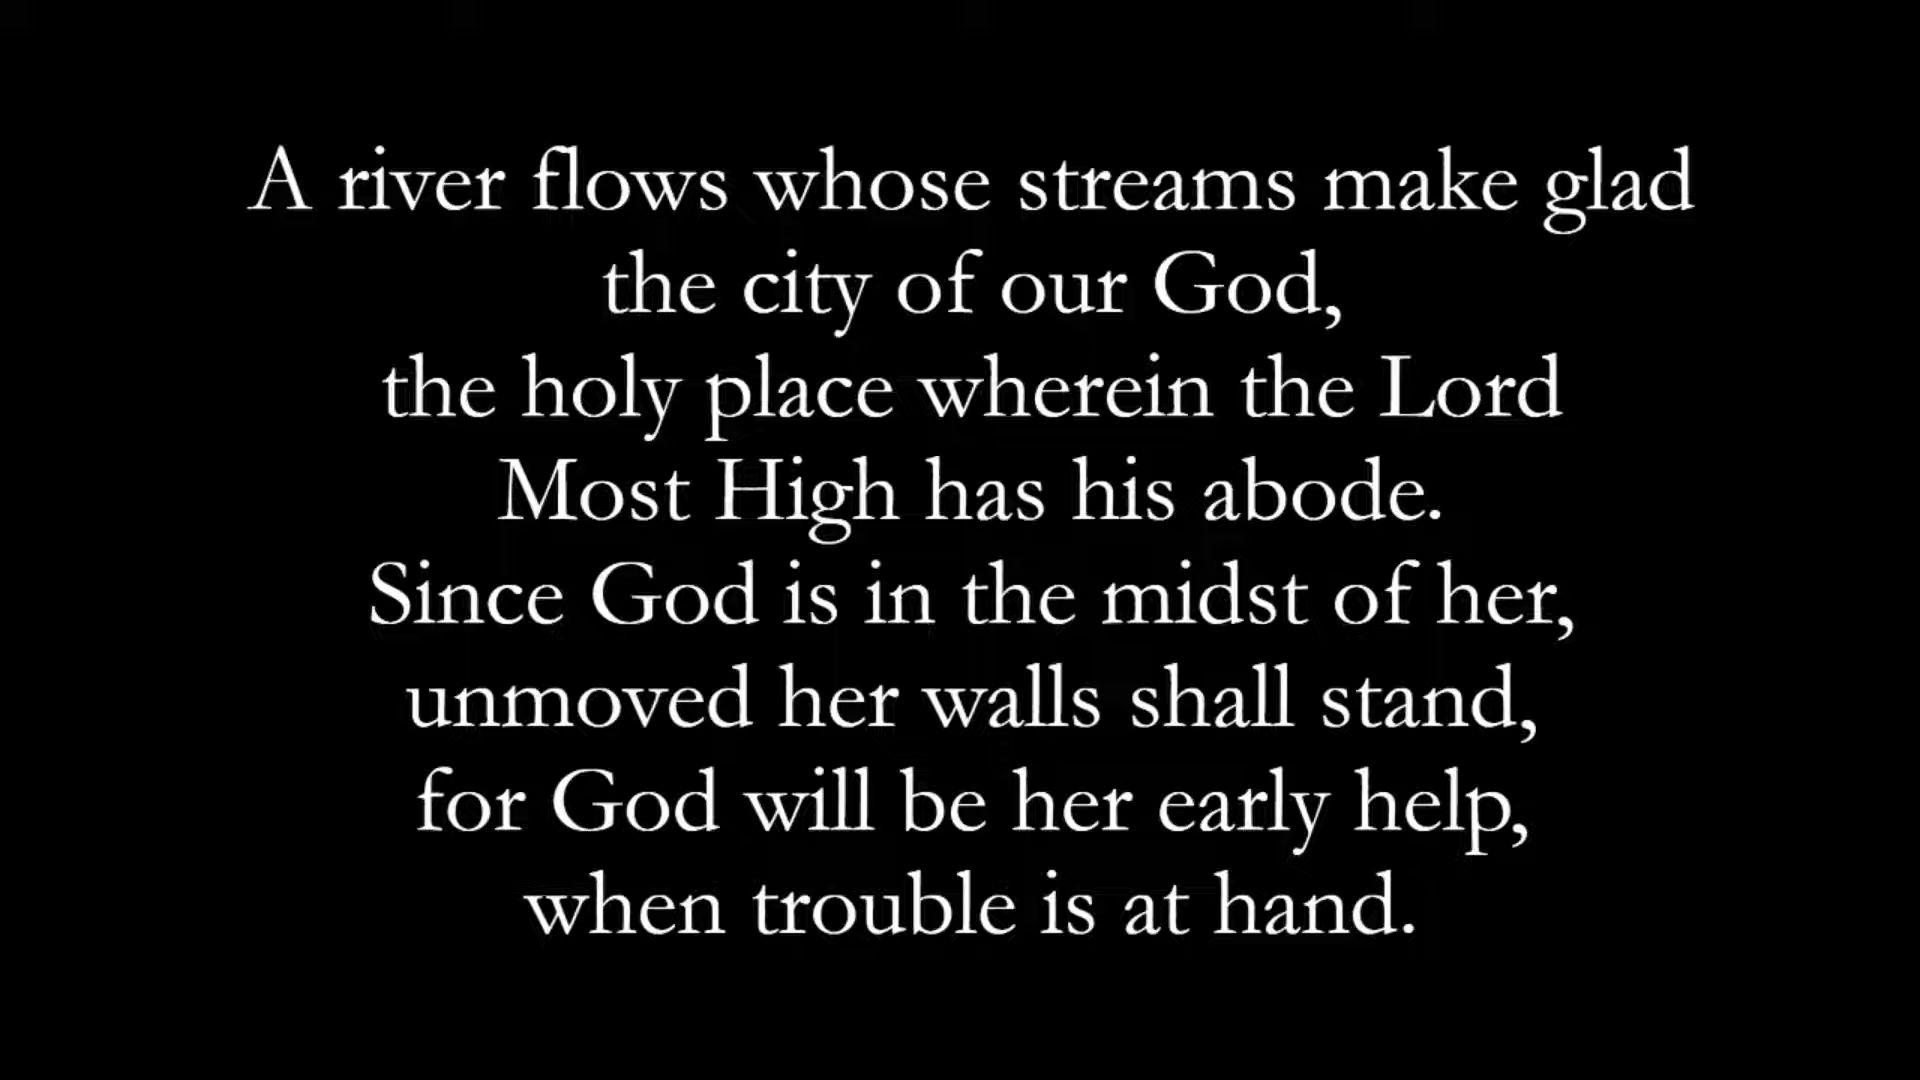 A river flows whose streams make glad
the city of our God,
the holy place wherein the Lord
Most High has his abode.
Since God is in the midst of her,
unmoved her walls shall stand,
for God will be her early help,
when trouble is at hand.